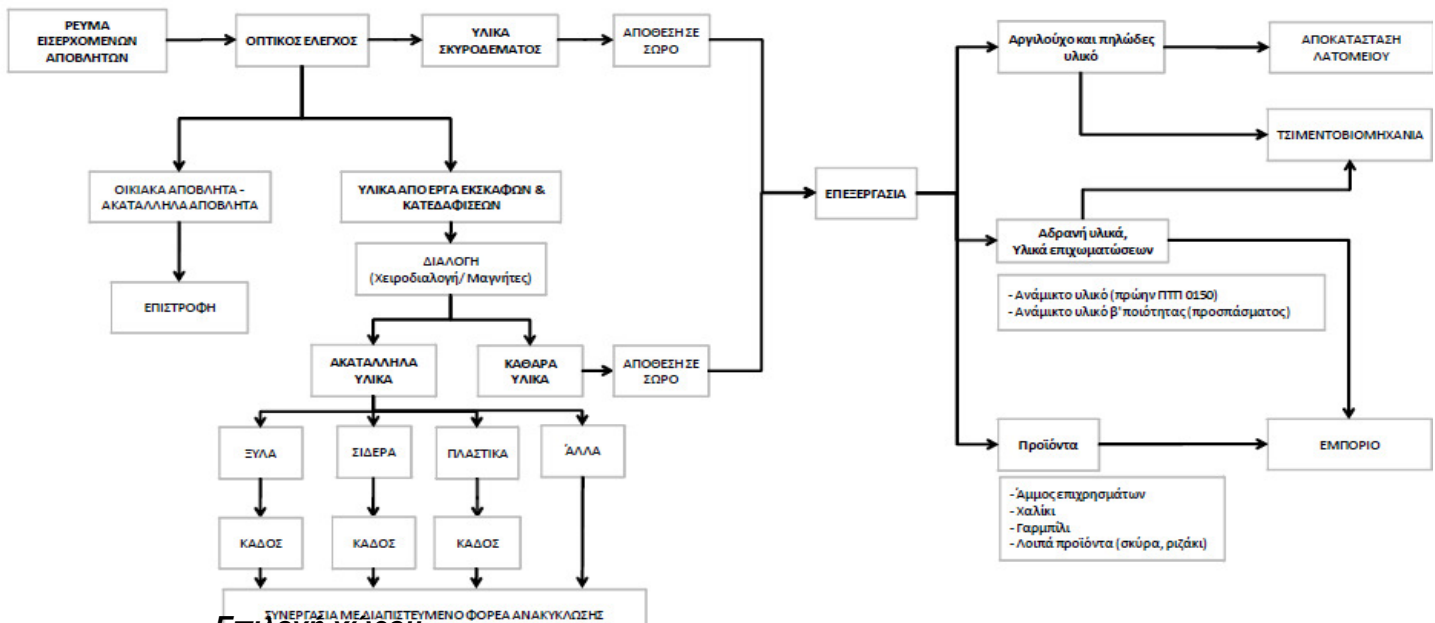 ΡΕΥΜΑ
ΕΙΣΕΡΧΟΜΕΝΩΝ
ΑΠΟΒΛΗΤΩΝ
ΟΠΤΙΚΟΣ ΕΛΕΓΧΟΣ
ΥΛΙΚΑ
ΣΚΥΡΟΔΕΜΑΤΟΣ
ΑΠΟΘΕΣΗ ΣΕ
ΣΩΡΟ
ΟΙΚΙΑΚΑ ΑΠΟΒΛΗΤΑ -
ΑΚΑΤΑΛΛΗΛΑ ΑΠΟΒΛΗΤΑ
ΕΠΙΣΤΡΟΦΗ
ΥΛΙΚΑ ΑΠΟ ΕΡΓΑ ΕΚΣΚΑΦΩΝ &
ΚΑΤΕΔΑΦΙΣΕΩΝ
ΔΙΑΛΟΓΗ
(Χειροδιαλογή/ Μαγνήτες)
ΑΚΑΤΑΛΛΗΛΑ
ΥΛΙΚΑ
ΚΑΘΑΡΑ
ΥΛΙΚΑ
ΑΠΟΘΕΣΗ ΣΕ
ΣΩΡΟ
ΞΥΛΑ
ΣΙΔΕΡΑ
ΠΛΑΣΤΙΚΑ
ΆΛΛΑ
ΚΑΔΟΣ
ΚΑΔΟΣ
ΚΑΔΟΣ
ΣΥΝΕΡΓΑΣΙΑ ΜΕ ΔΙΑΠΙΣΤΕΥΜΕΝΟ ΦΟΡΕΑ ΑΝΑΚΥΚΛΩΣΗΣ
ΕΠΕΞΕΡΓΑΣΙΑ
Αργιλούχο και πηλώδες
υλικό
ΑΠΟΚΑΤΑΣΤΑΣΗ
ΛΑΤΟΜΕΙΟΥ
ΤΣΙΜΕΝΤΟΒΙΟΜΗΧΑΝΙΑ
Αδρανή υλικά,
Υλικά επιχωματώσεων
- Ανάμικτο υλικό (πρώην ΠΤΠ 0150)
- Ανάμικτο υλικό β' ποιότητας (προσπάσματος)
Προϊόντα
ΕΜΠΟΡΙΟ
- Άμμος επιχρησμάτων
- Χαλίκι
- Γαρμπίλι
- Λοιπά προϊόντα (σκύρα, ριζάκι)